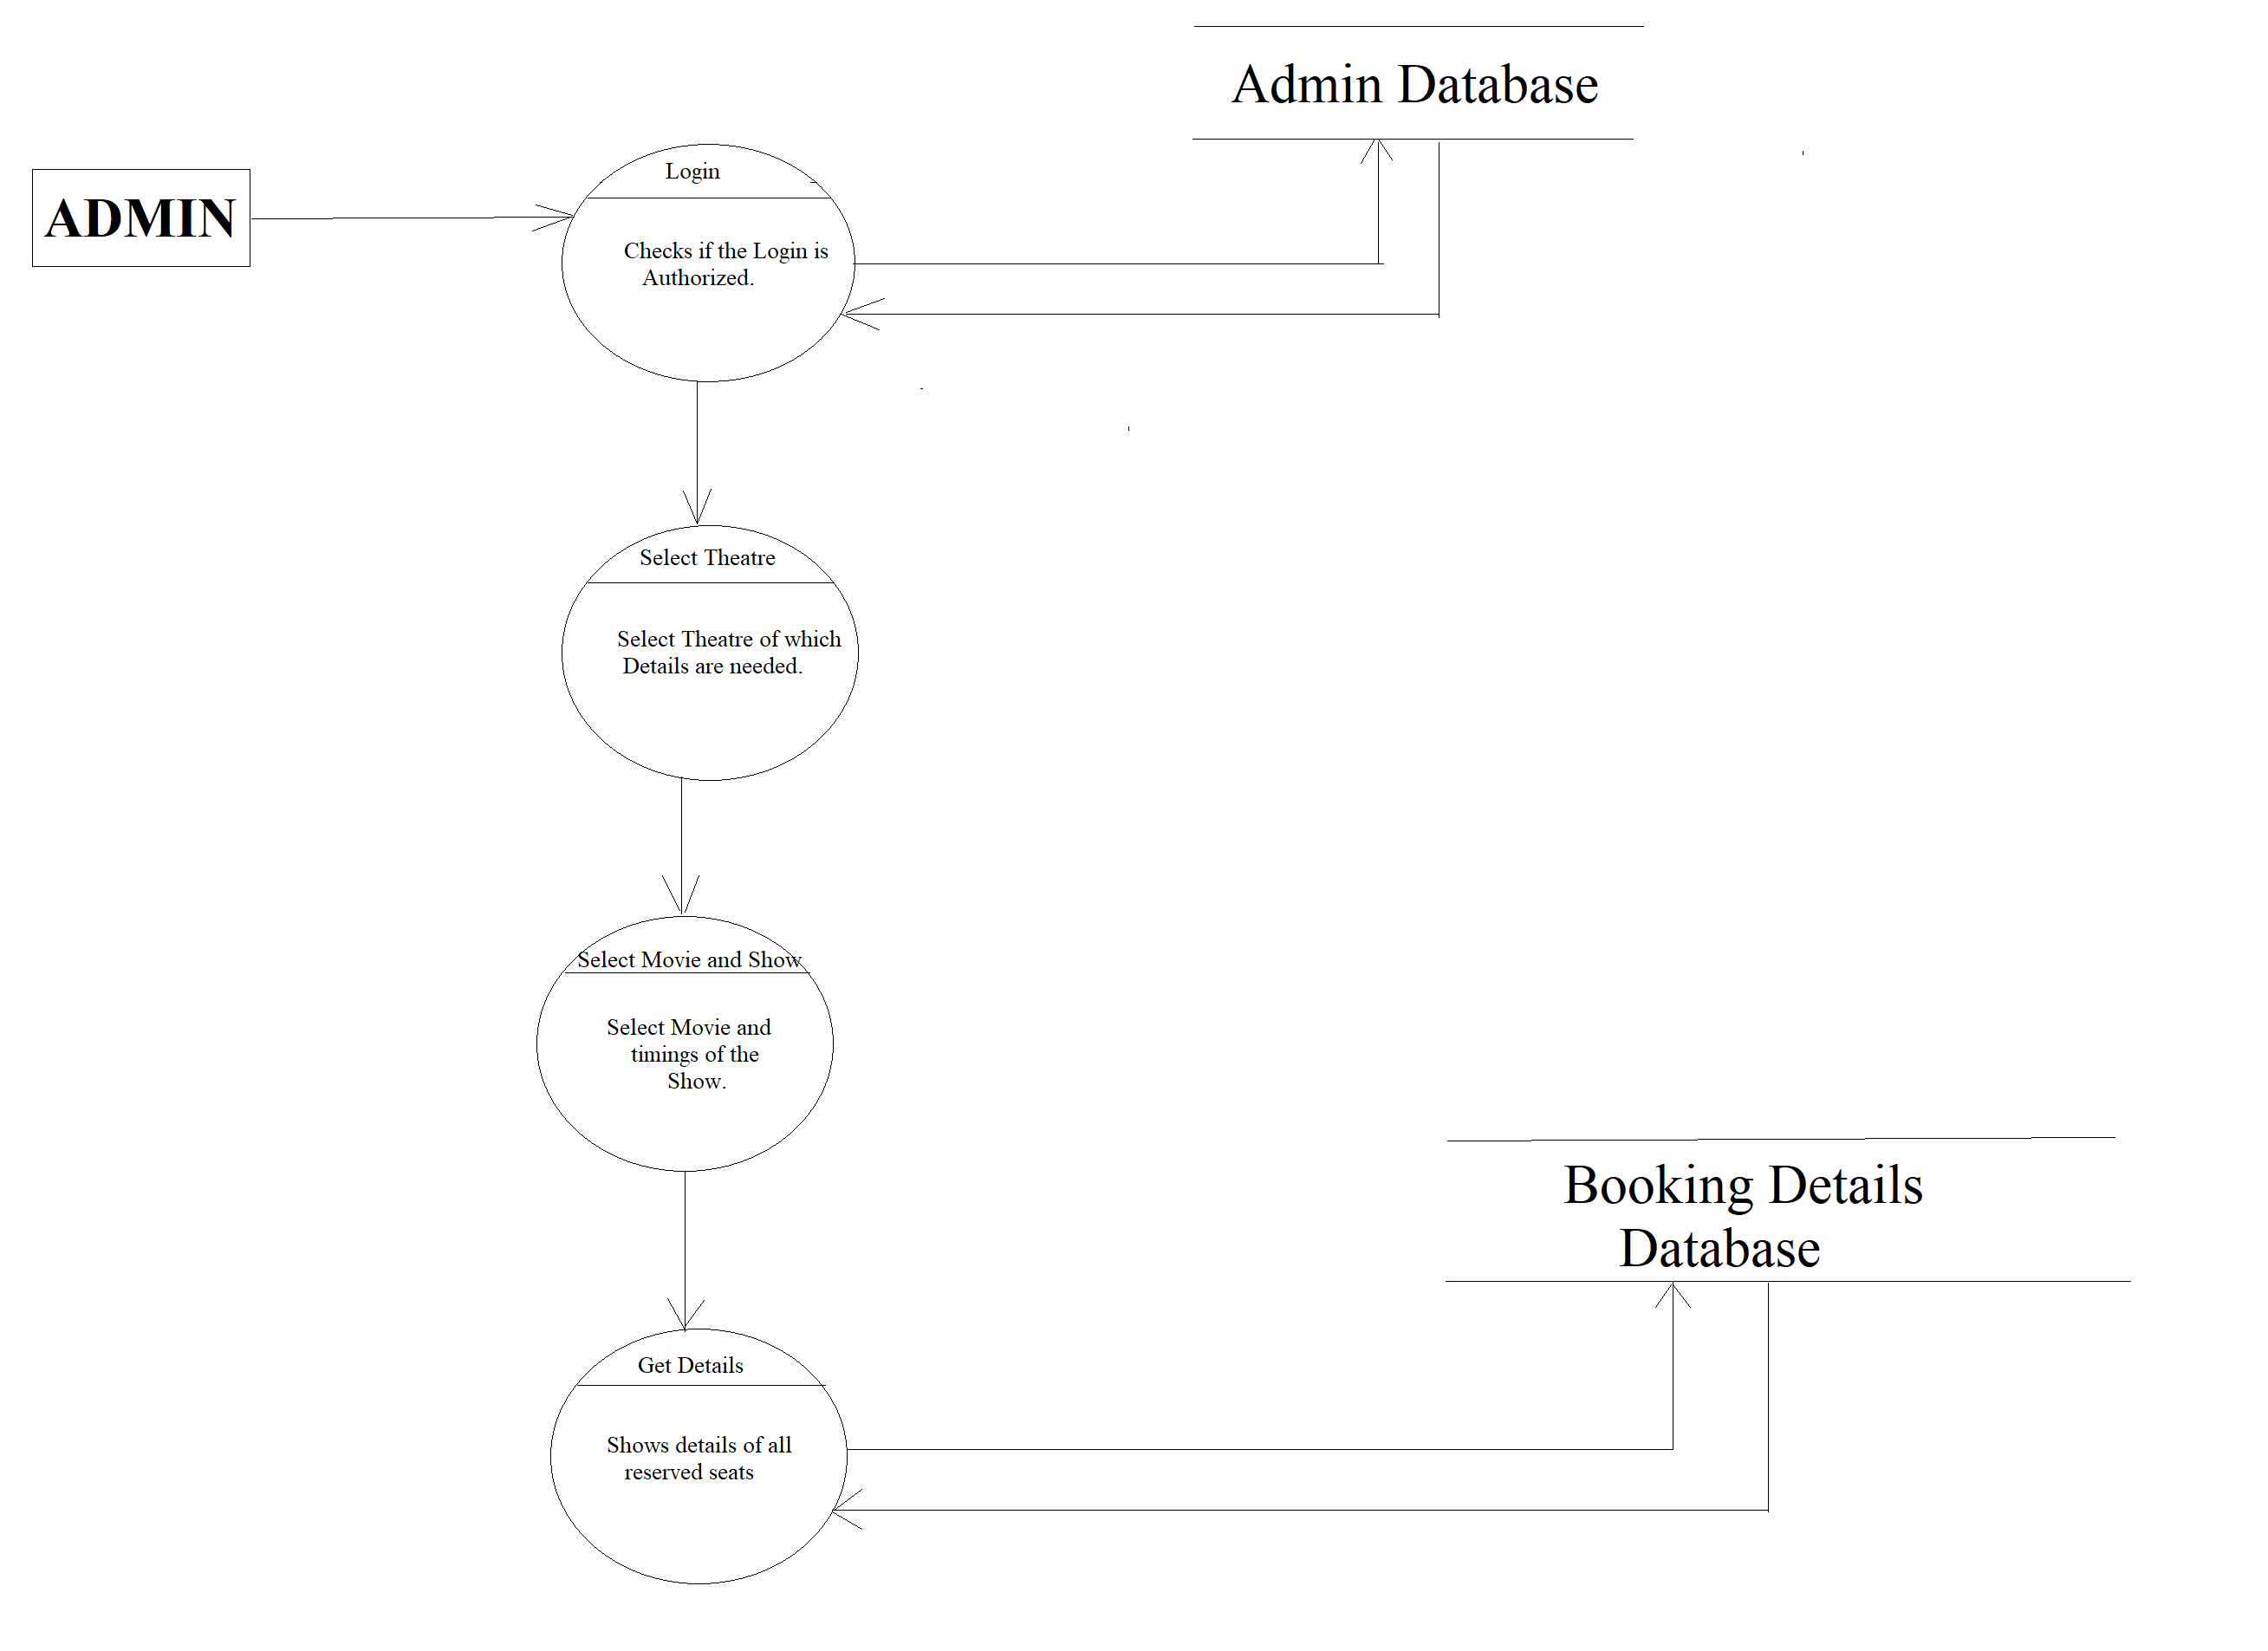 Admin Database
ADMIN
Login
Checks if the Login is
Authorized.
Select Theatre
Select Theatre of which
Details are needed.
Select Movie and Show
Select Movie and
timings of the
Show.
Booking Details
Database
Get Details
Shows details of all
reserved seats